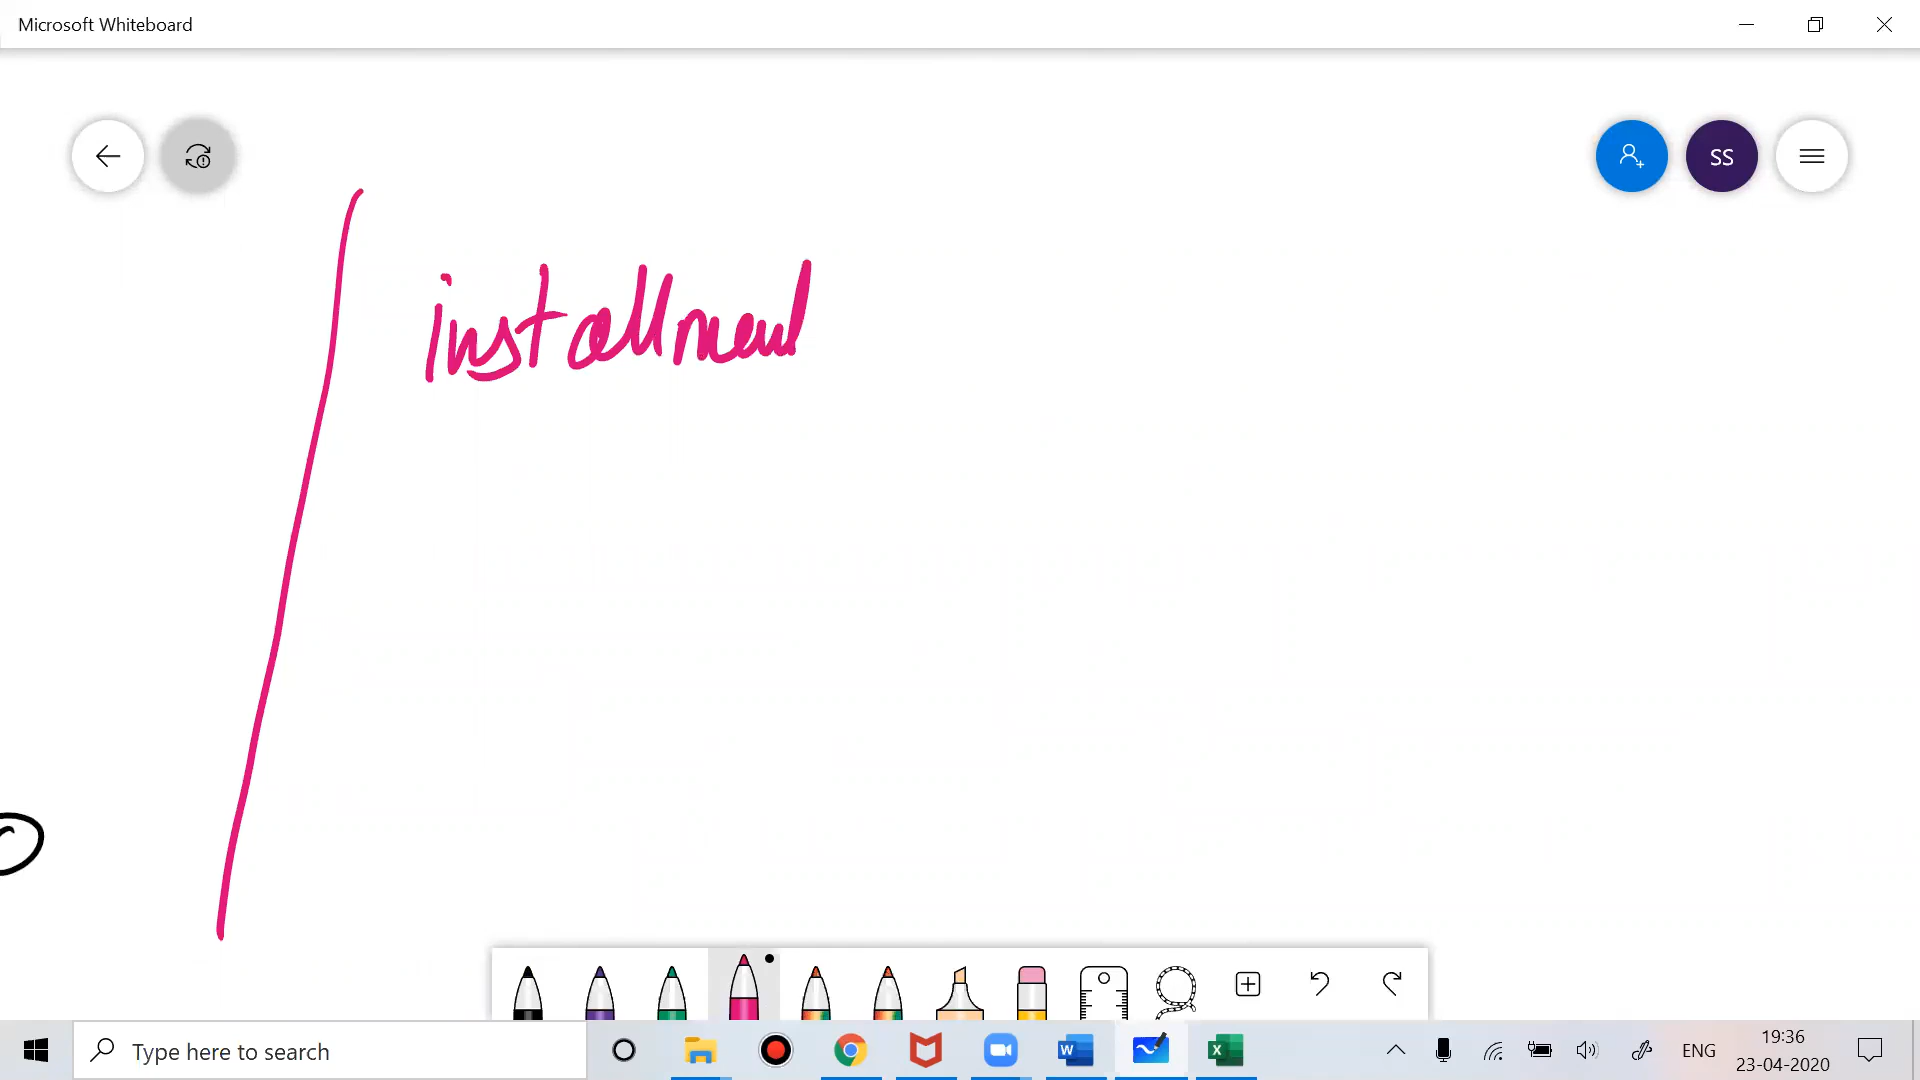 Microsoft Whiteboard
SS
installment
Type here to search
ENG
19:36
23-04-2020